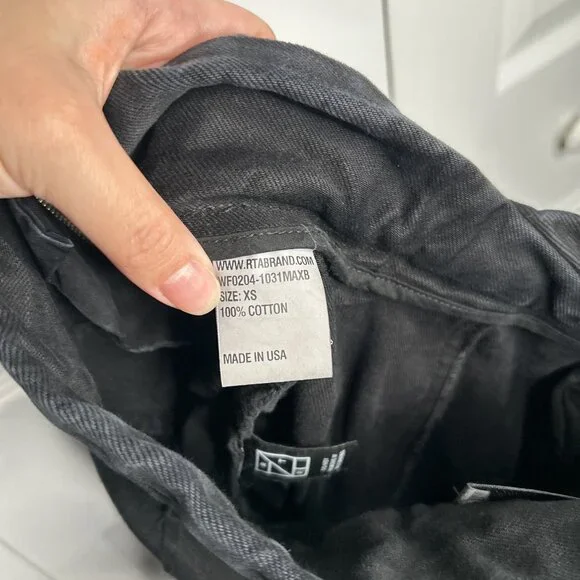 WWW.RTABRAND.COM
WF0204-1031MAXB
SIZE: XS
100% COTTON
MADE IN USA